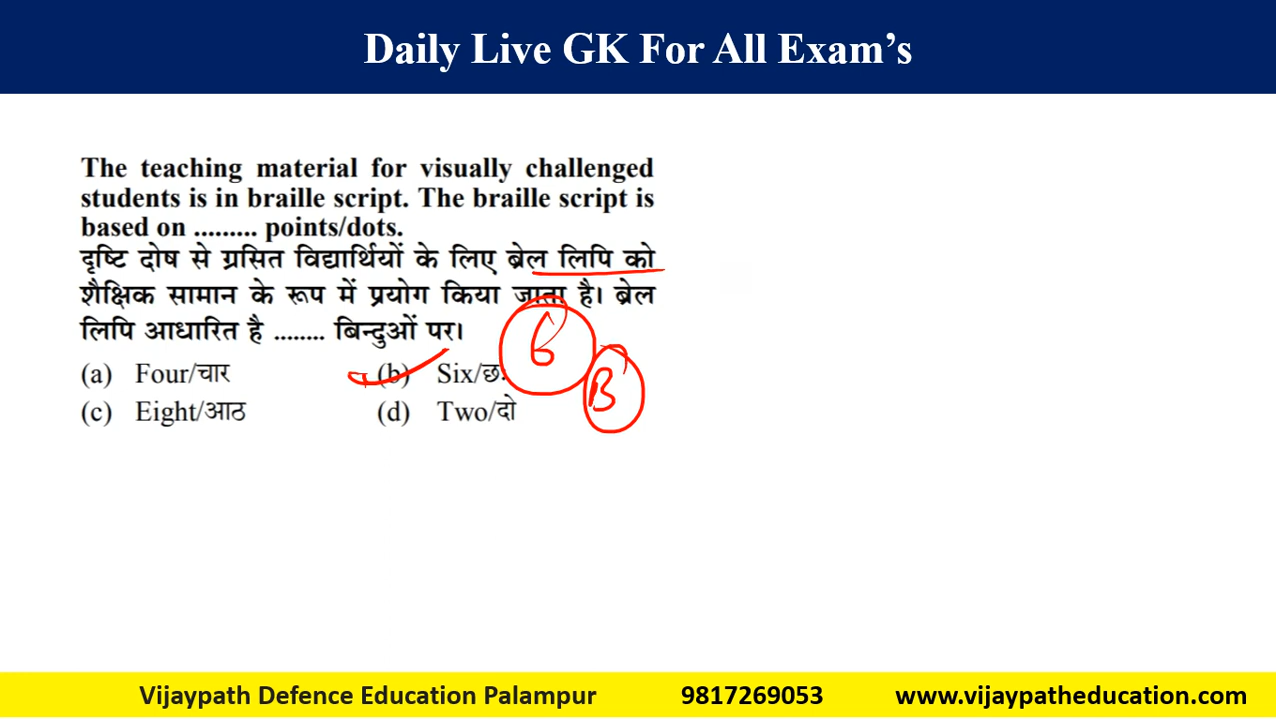 Daily Live GK For All Exam’s
The teaching material for visually challenged
students is in braille script. The braille script is
based on ......... points/dots.
दृष्टि दोष से ग्रसित विद्यार्थियों के लिए ब्रेल लिपि को
शैक्षिक सामान के रूप में प्रयोग किया जाता है। ब्रेल
लिपि आधारित है ........ बिन्दुओं पर।
6
(a) Four/चार (b) Six/छः
B
(c) Eight/आठ (d) Two/दो
Vijaypath Defence Education Palampur 9817269053 www.vijaypatheducation.com